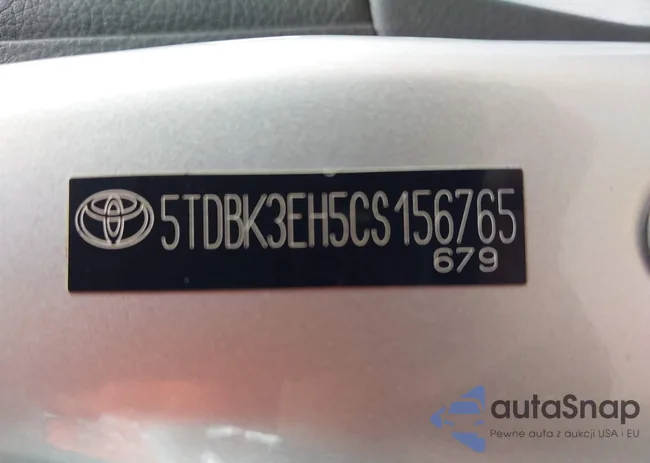 5TDBK3EH5CS156765
679
autaSnap
Pewne auta z aukcji USA i EU